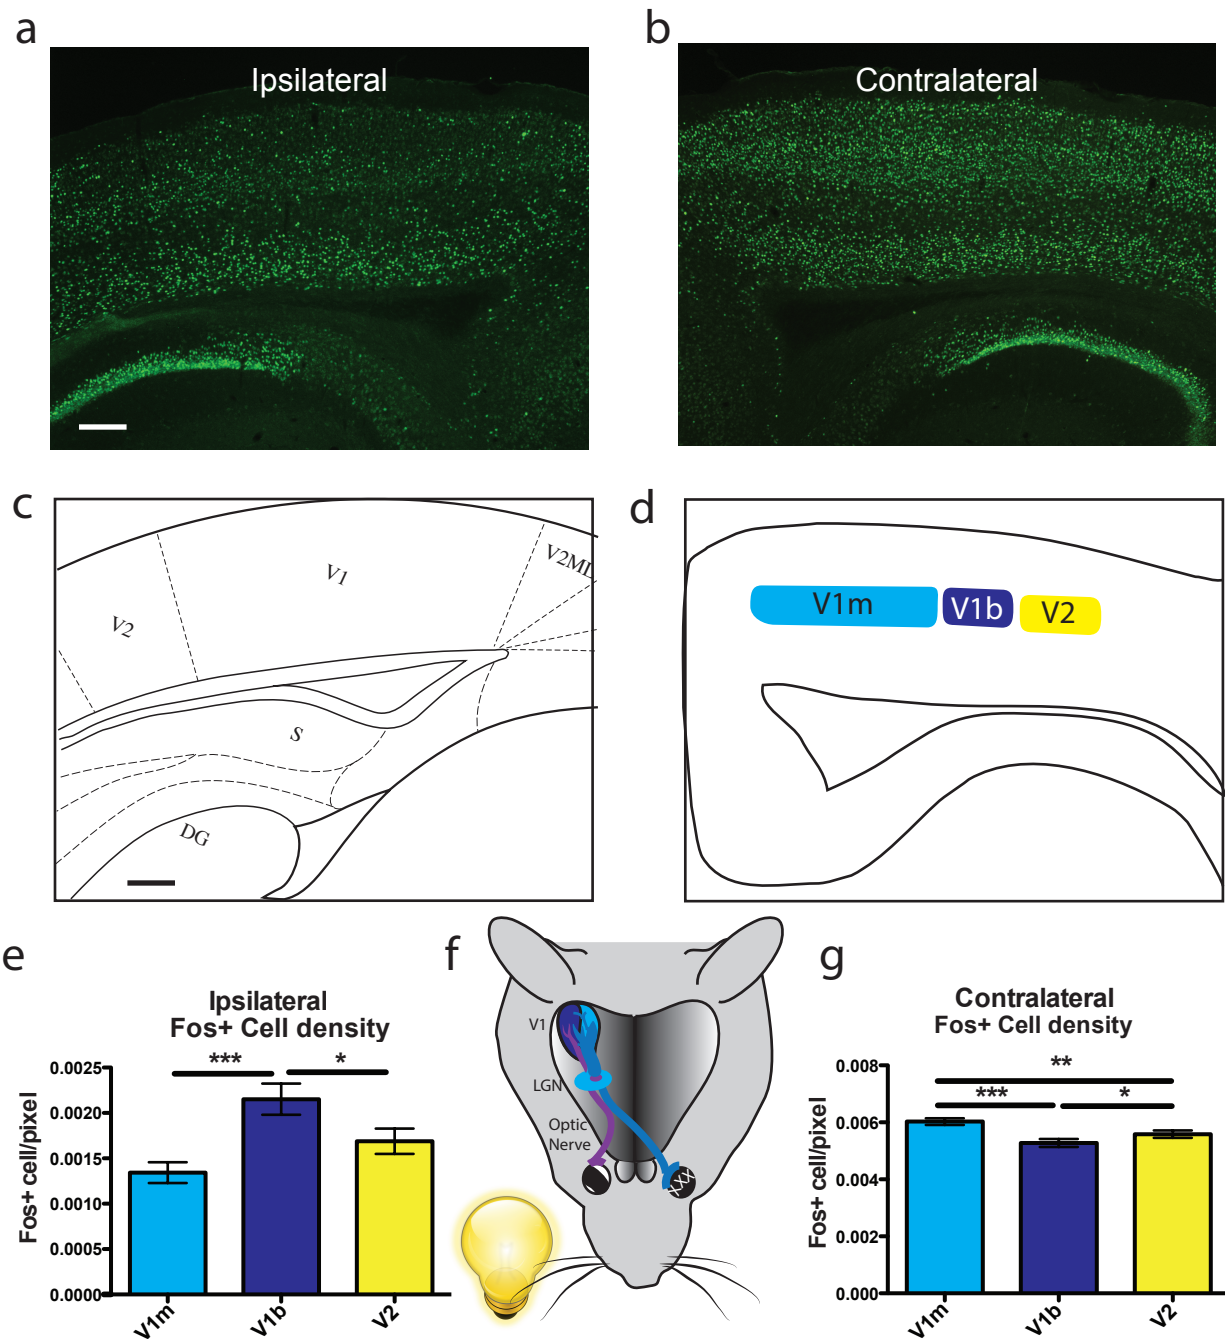 a
b
Ipsilateral
Contralateral
c
d
V2
V1
V2ML
S
DG
V1m
V1b
V2
e
Ipsilateral
Fos+ Cell density
***
*
0.0025
0.0020
0.0015
0.0010
0.0005
0.0000
Fos+ cell/pixel
V1m
V1b
V2
f
V1
LGN
Optic
Nerve
XXX
g
Contralateral
Fos+ Cell density
**
***
*
0.008
0.006
0.004
0.002
0.000
Fos+ cell/pixel
V1m
V1b
V2